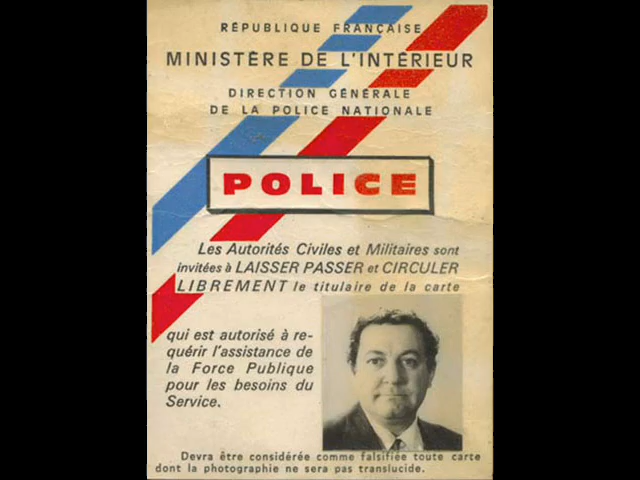 RÉPUBLIQUE FRANÇAISE
MINISTÈRE DE L'INTÉRIEUR
DIRECTION GÉNÉRALE
DE LA POLICE NATIONALE
POLICE
Les Autorités Civiles et Militaires sont
invitées à LAISSER PASSER et CIRCULER
LIBREMENT le titulaire de la carte
qui est autorisé à re-
quérir l'assistance de
la Force Publique
pour les besoins du
Service.
Devra être considérée comme falsifiée toute carte
dont la photographie ne sera pas translucide.